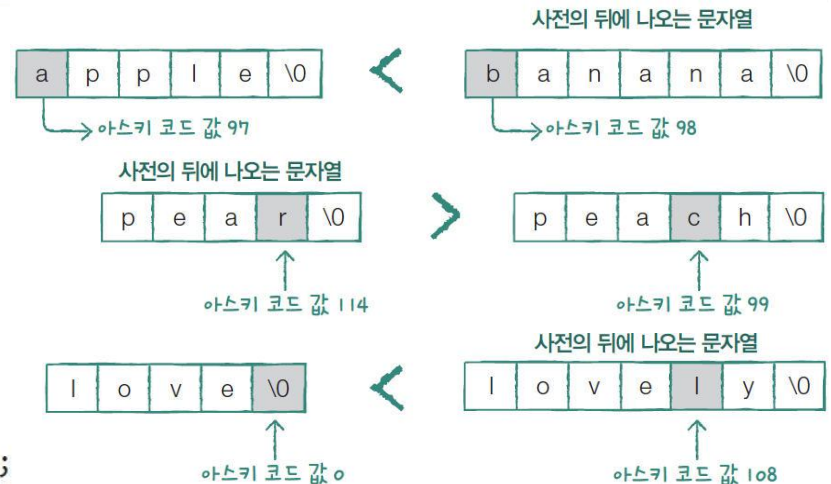 사전의 뒤에 나오는 문자열
a p p l e \0 < b a n a n a \0
아스키 코드 값 97 아스키 코드 값 98
사전의 뒤에 나오는 문자열
p e a r \0 > p e a c h \0
아스키 코드 값 114 아스키 코드 값 99
사전의 뒤에 나오는 문자열
l o v e \0 < l o v e l y \0
; 아스키 코드 값 0 아스키 코드 값 108